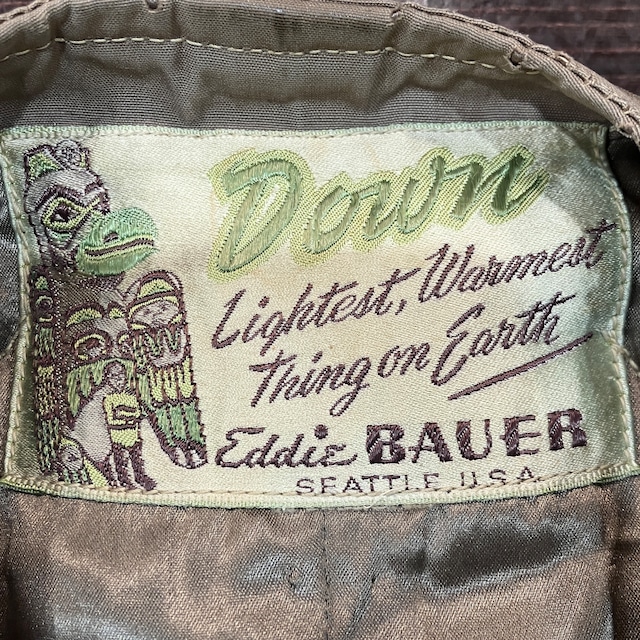 Down
Lightest, Warmest
Thing on Earth
Eddie BAUER
SEATTLE, U.S.A.